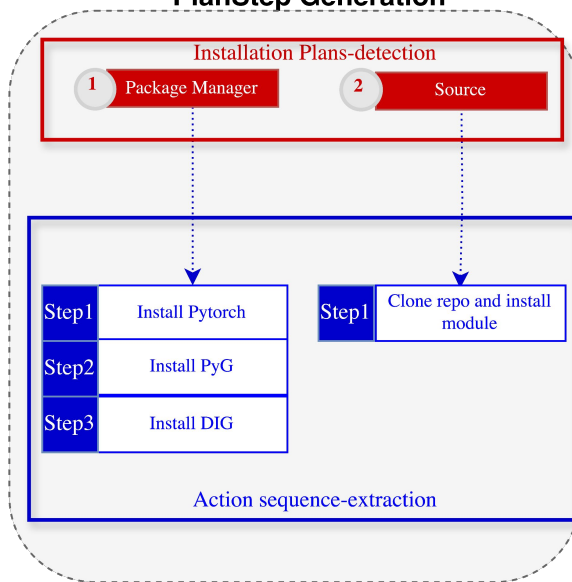 PlanStep Generation
Installation Plans-detection
1 Package Manager
2 Source
Step1 Install Pytorch
Step2 Install PyG
Step3 Install DIG
Step1 Clone repo and install
module
Action sequence-extraction